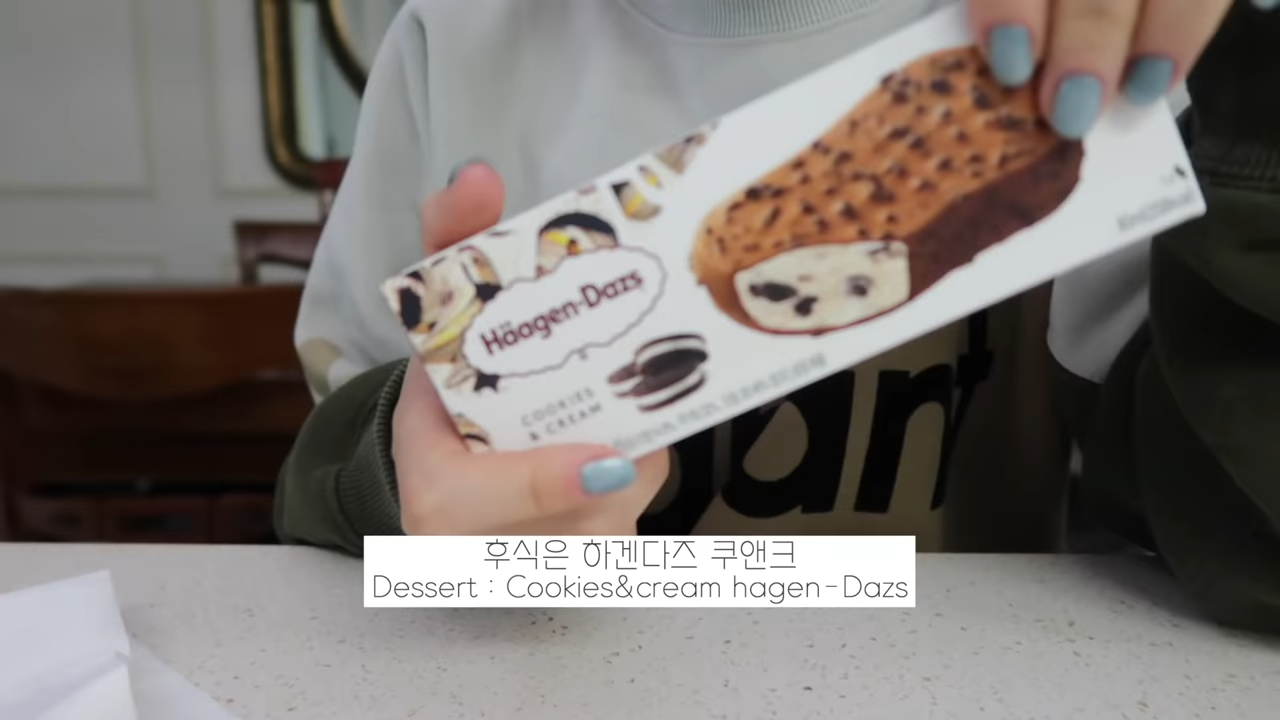 Häagen-Dazs
COOKIES
& CREAM
후식은 하겐다즈 쿠앤크
Dessert : Cookies&cream hagen-Dazs